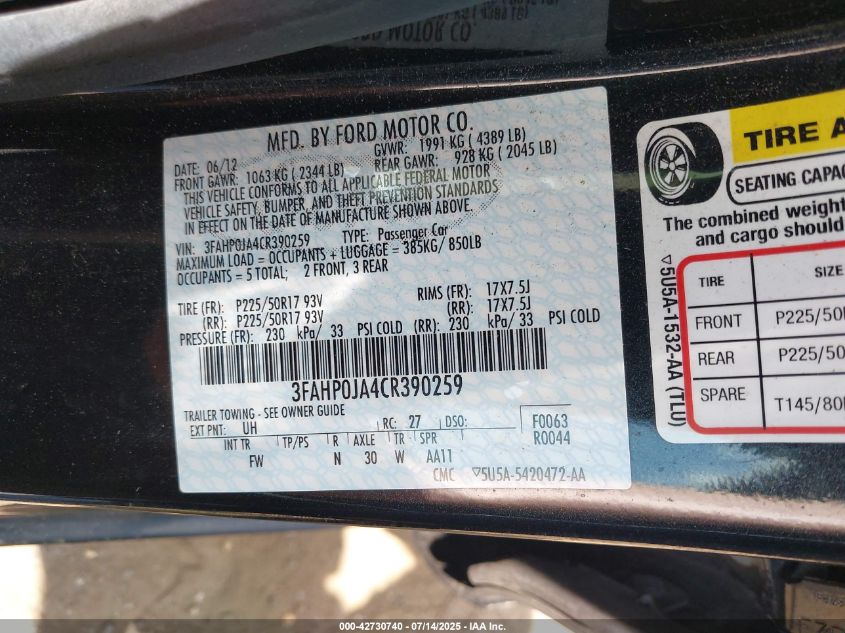 MFD. BY FORD MOTOR CO.
DATE: 06/12 GVWR: 1991 KG ( 4389 LB)
FRONT GAWR: 1063 KG ( 2344 LB) REAR GAWR: 928 KG ( 2045 LB)
THIS VEHICLE CONFORMS TO ALL APPLICABLE FEDERAL MOTOR
VEHICLE SAFETY, BUMPER, AND THEFT PREVENTION STANDARDS
IN EFFECT ON THE DATE OF MANUFACTURE SHOWN ABOVE.
VIN: 3FAHP0JA4CR390259 TYPE: Passenger Car
MAXIMUM LOAD = OCCUPANTS + LUGGAGE = 385KG/ 850LB
OCCUPANTS = 5 TOTAL; 2 FRONT, 3 REAR
TIRE (FR): P225/50R17 93V RIMS (FR): 17X7.5J
(RR): P225/50R17 93V (RR): 17X7.5J
PRESSURE (FR): 230 kPa/ 33 PSI COLD (RR): 230 kPa/ 33 PSI COLD
3FAHP0JA4CR390259
TRAILER TOWING - SEE OWNER GUIDE
EXT PNT: UH RC: 27 DSO: F0063
R0044
INT TR TP/PS R AXLE TR SPR
FW N 30 W AA11
CMC ▽5U5A-5420472-AA
TIRE A
SEATING CAPAC
The combined weight
and cargo should
▽5U5A-1532-AA (TLU)
TIRE SIZE
FRONT P225/50
REAR P225/50
SPARE T145/80
000-42730740 / 07/14/2025 - IAA Inc.